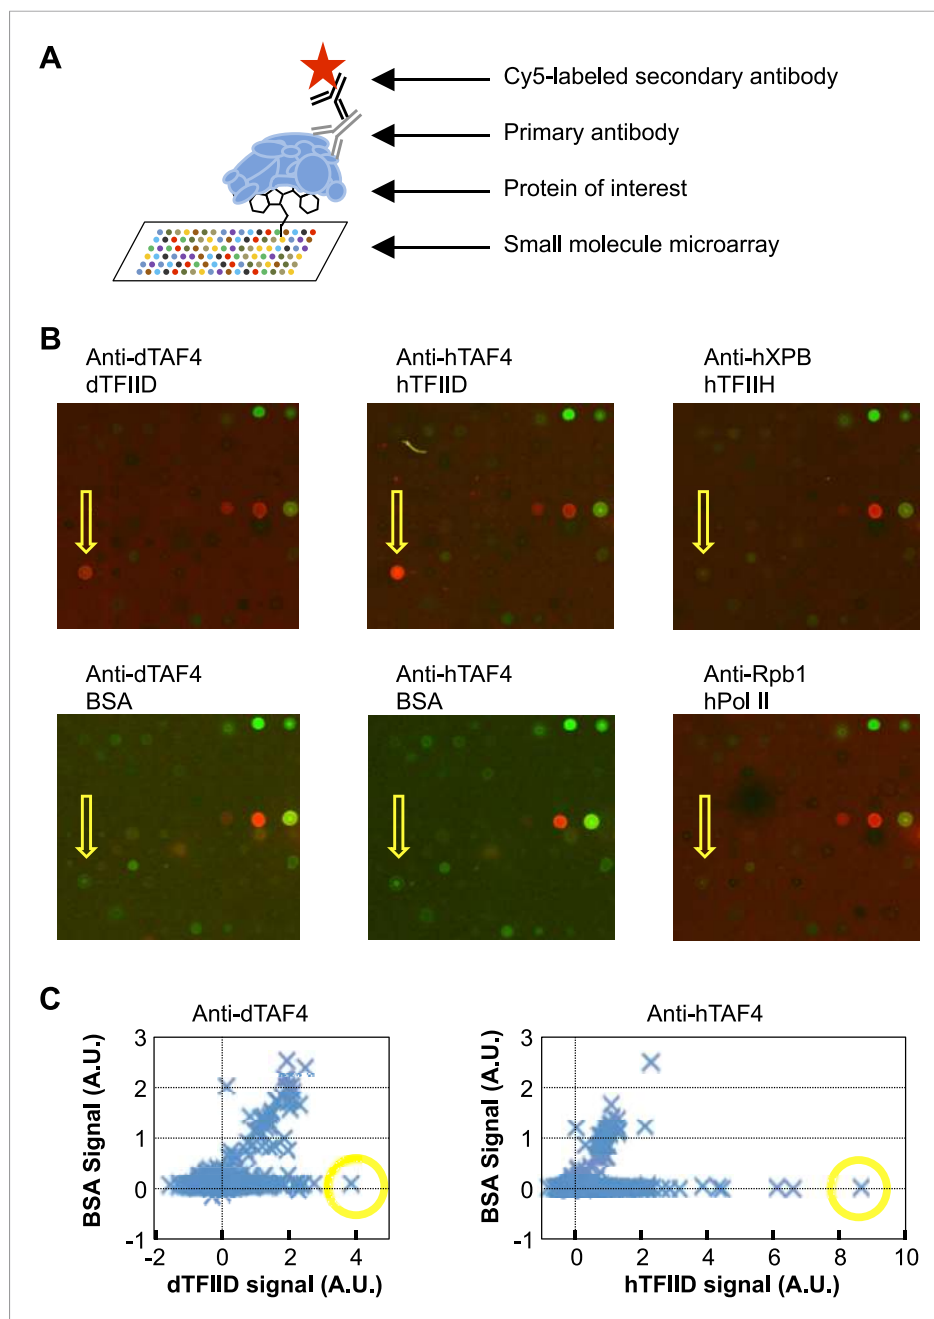 A
Cy5-labeled secondary antibody
Primary antibody
Protein of interest
Small molecule microarray
B
Anti-dTAF4
dTFIID
Anti-hTAF4
hTFIID
Anti-hXPB
hTFIIH
Anti-dTAF4
BSA
Anti-hTAF4
BSA
Anti-Rpb1
hPol II
C
Anti-dTAF4
BSA Signal (A.U.)
3
2
1
0
-1
-2
0
2
4
dTFIID signal (A.U.)
Anti-hTAF4
BSA Signal (A.U.)
3
2
1
0
-1
0
2
4
6
8
10
hTFIID signal (A.U.)